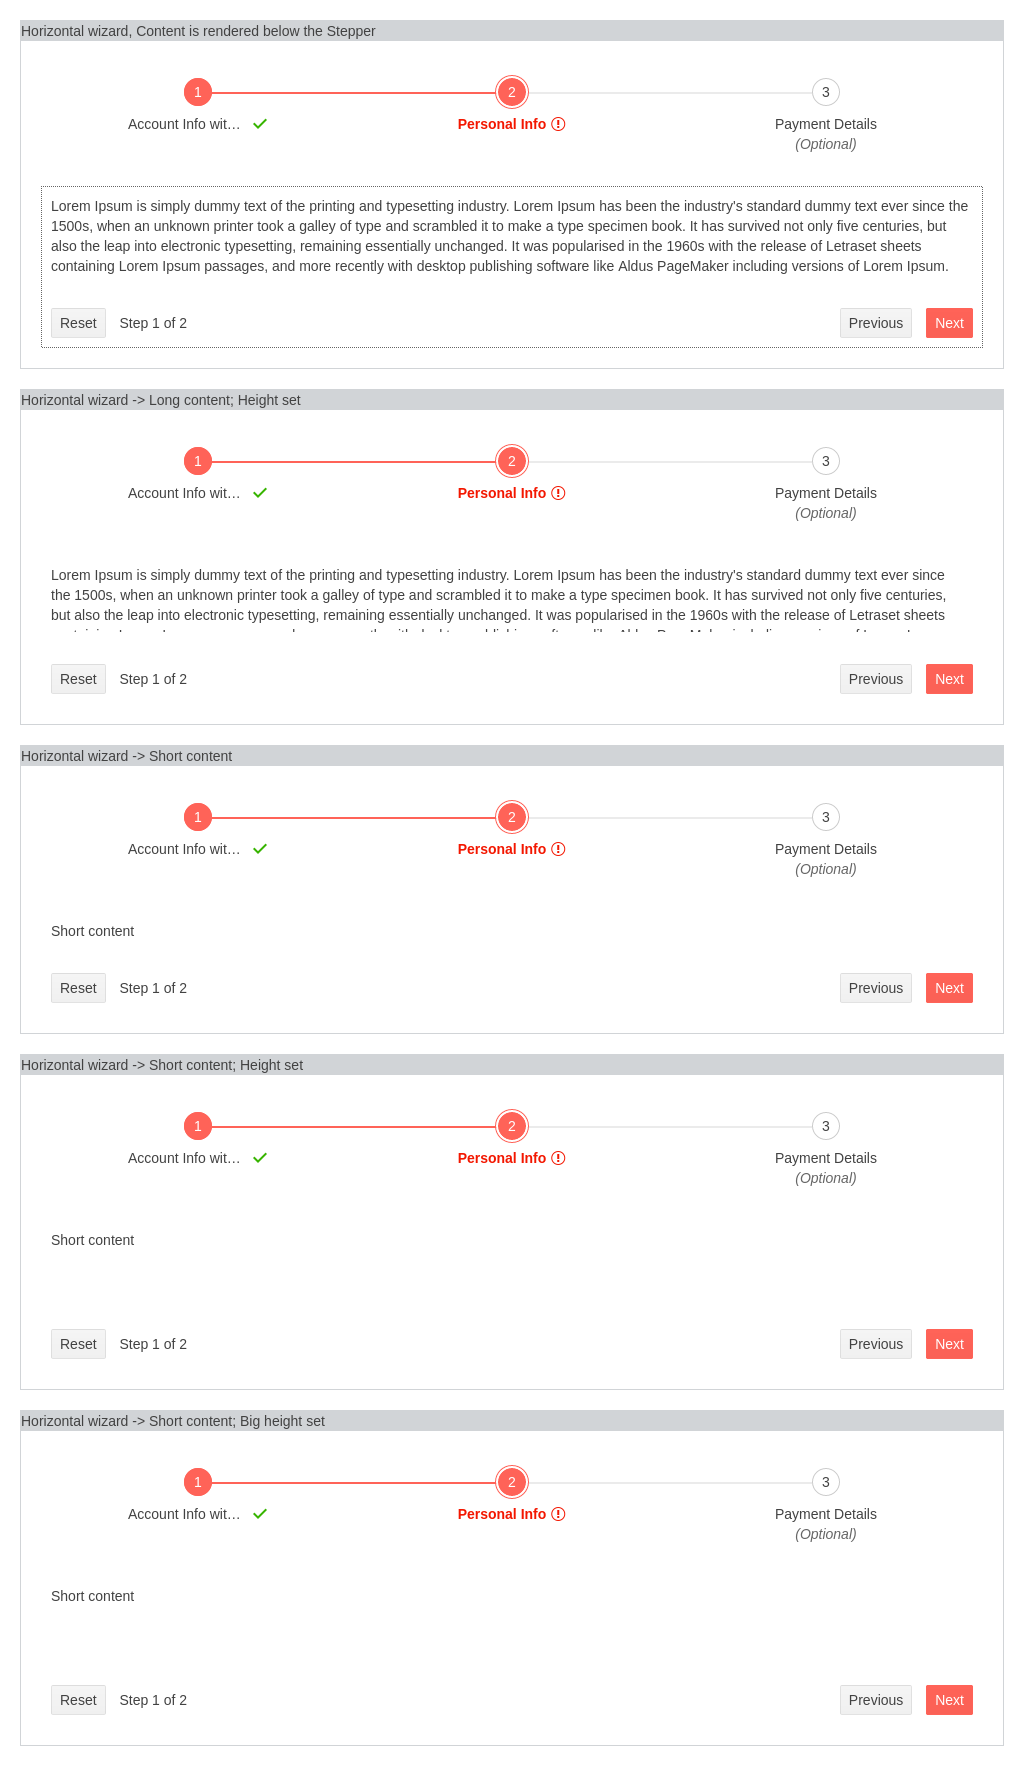 Horizontal wizard, Content is rendered below the Stepper
1 2 3
Account Info wit… Personal Info Payment Details
(Optional)
Lorem Ipsum is simply dummy text of the printing and typesetting industry. Lorem Ipsum has been the industry's standard dummy text ever since the
1500s, when an unknown printer took a galley of type and scrambled it to make a type specimen book. It has survived not only five centuries, but
also the leap into electronic typesetting, remaining essentially unchanged. It was popularised in the 1960s with the release of Letraset sheets
containing Lorem Ipsum passages, and more recently with desktop publishing software like Aldus PageMaker including versions of Lorem Ipsum.
Reset Step 1 of 2 Previous Next
Horizontal wizard -> Long content; Height set
1 2 3
Account Info wit… Personal Info Payment Details
(Optional)
Lorem Ipsum is simply dummy text of the printing and typesetting industry. Lorem Ipsum has been the industry's standard dummy text ever since
the 1500s, when an unknown printer took a galley of type and scrambled it to make a type specimen book. It has survived not only five centuries,
but also the leap into electronic typesetting, remaining essentially unchanged. It was popularised in the 1960s with the release of Letraset sheets
Reset Step 1 of 2 Previous Next
Horizontal wizard -> Short content
1 2 3
Account Info wit… Personal Info Payment Details
(Optional)
Short content
Reset Step 1 of 2 Previous Next
Horizontal wizard -> Short content; Height set
1 2 3
Account Info wit… Personal Info Payment Details
(Optional)
Short content
Reset Step 1 of 2 Previous Next
Horizontal wizard -> Short content; Big height set
1 2 3
Account Info wit… Personal Info Payment Details
(Optional)
Short content
Reset Step 1 of 2 Previous Next